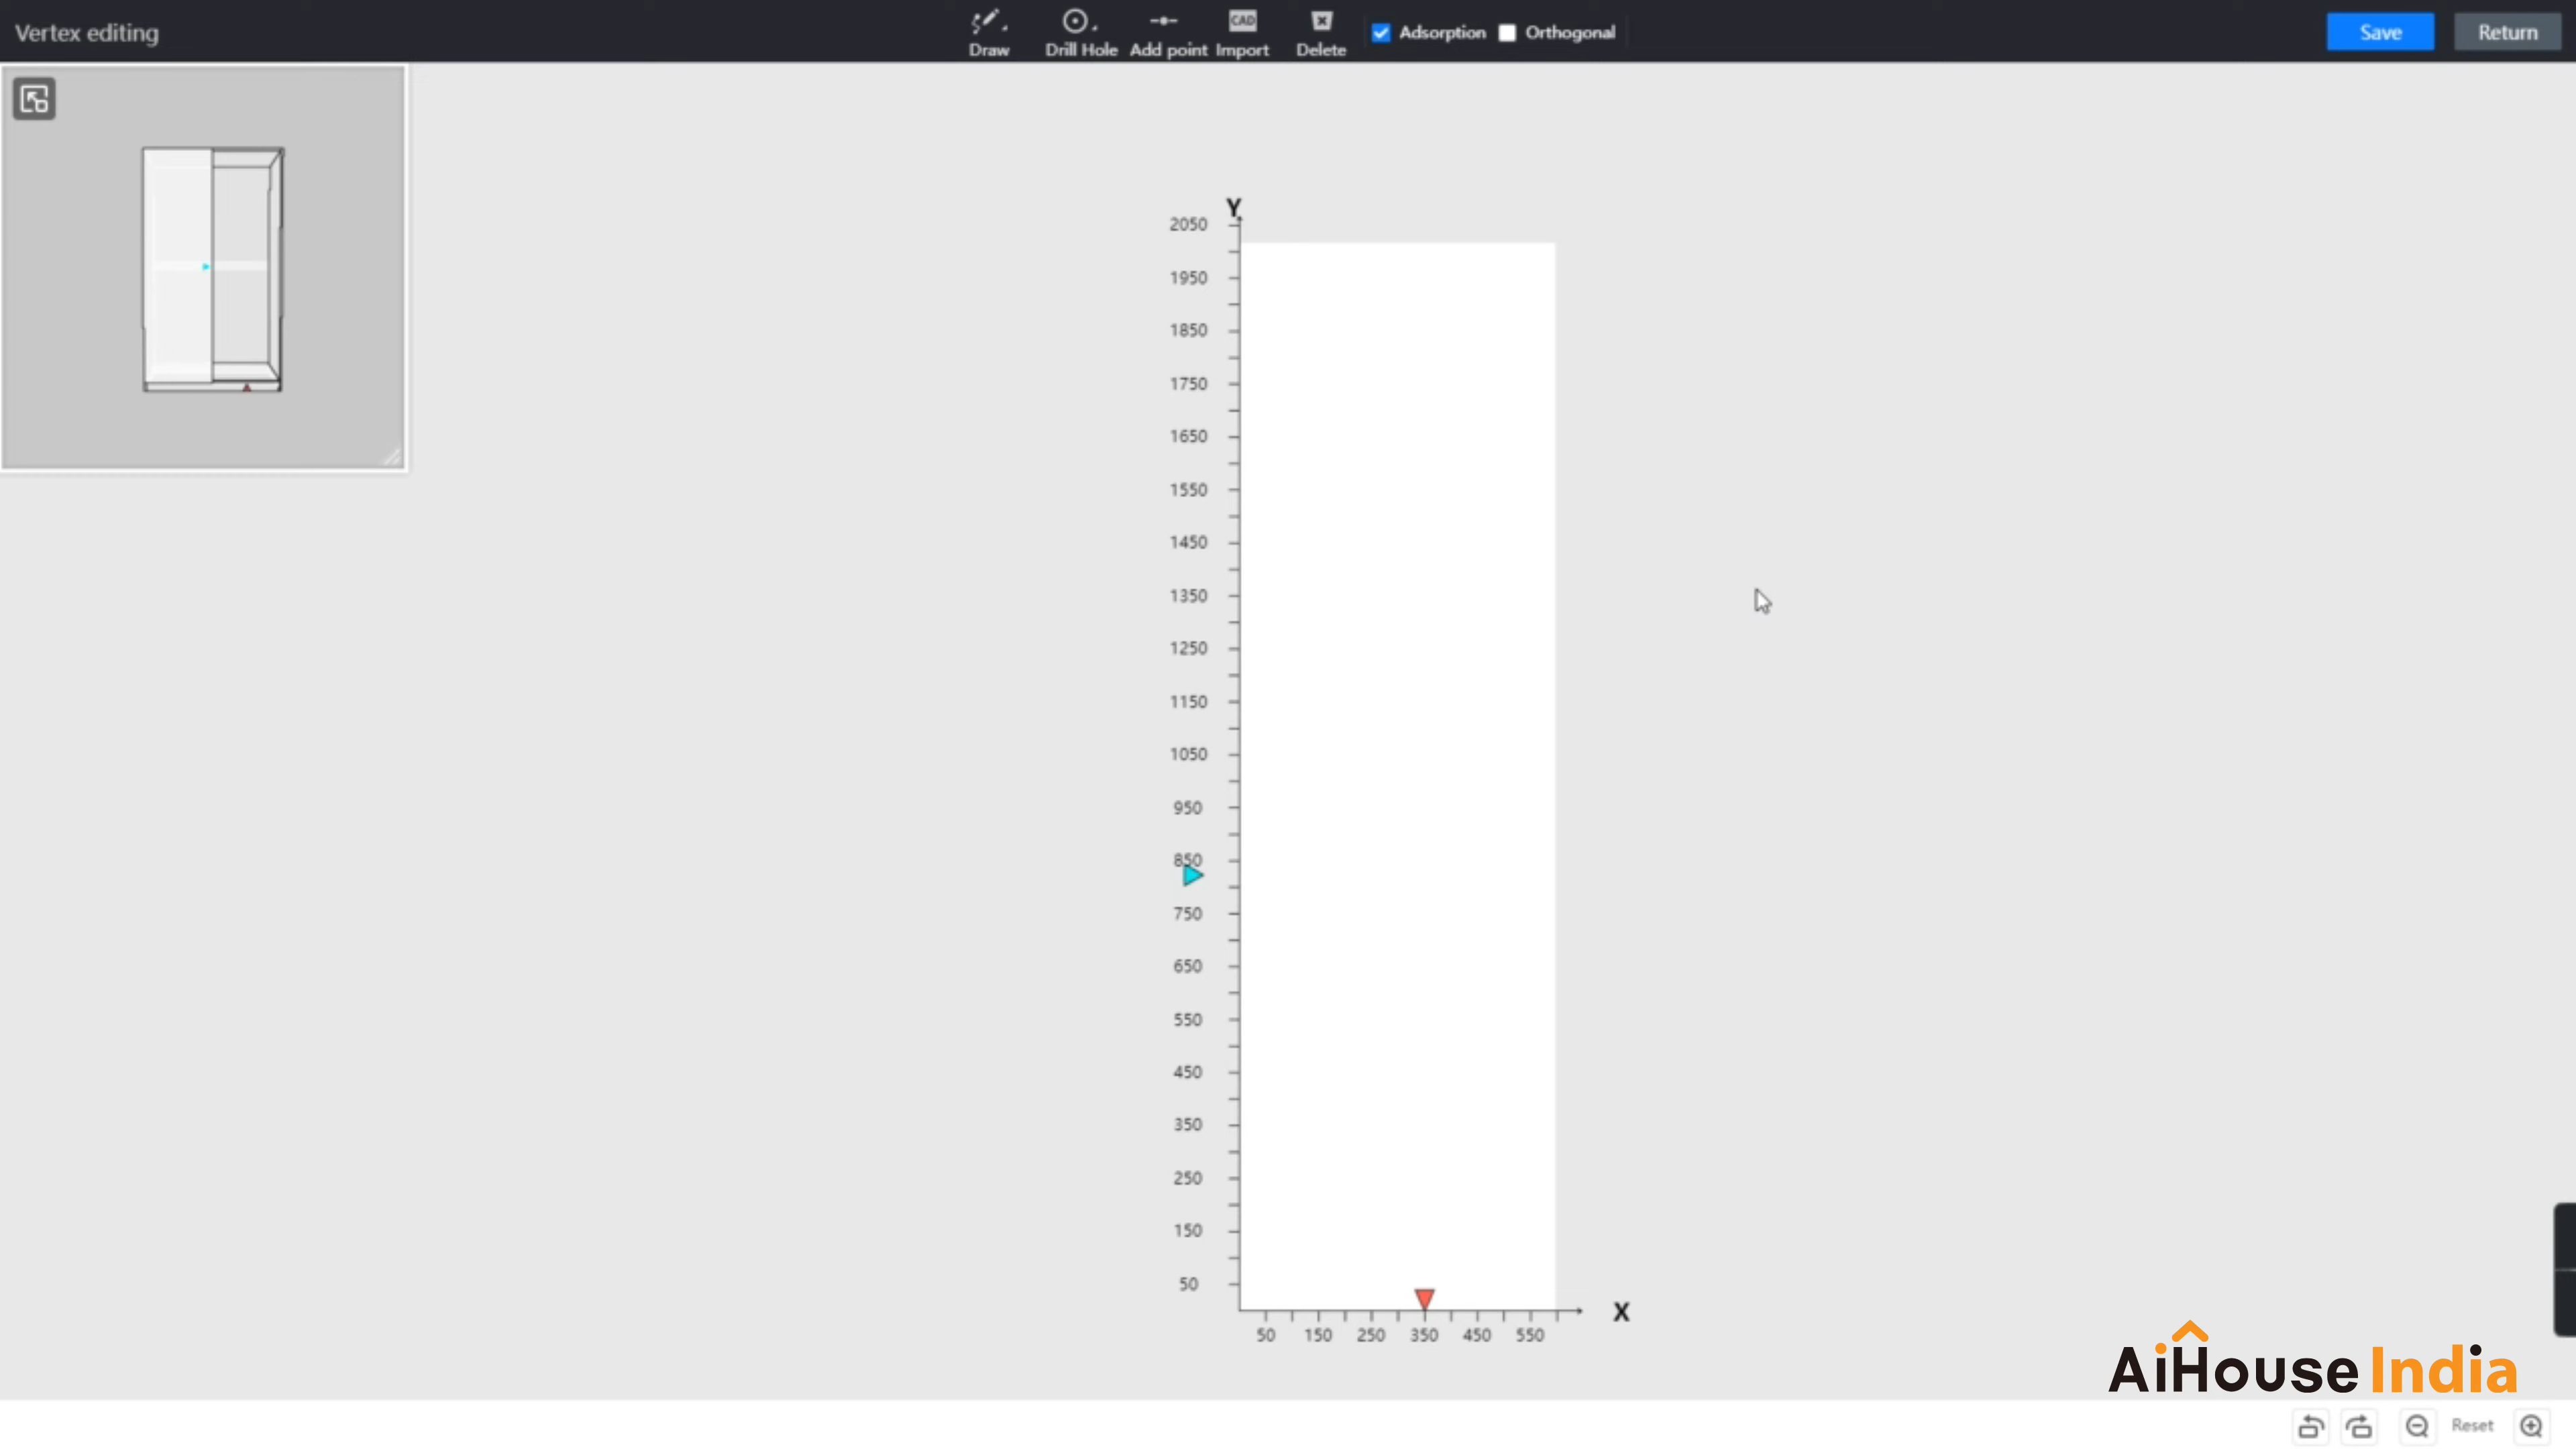 Vertex editing
Draw
Drill Hole
Add point
CAD
Import
Delete
Adsorption
Orthogonal
Save
Return
Y
2050
1950
1850
1750
1650
1550
1450
1350
1250
1150
1050
950
850
750
650
550
450
350
250
150
50
X
50 150 250 350 450 550
AiHouse India
Reset